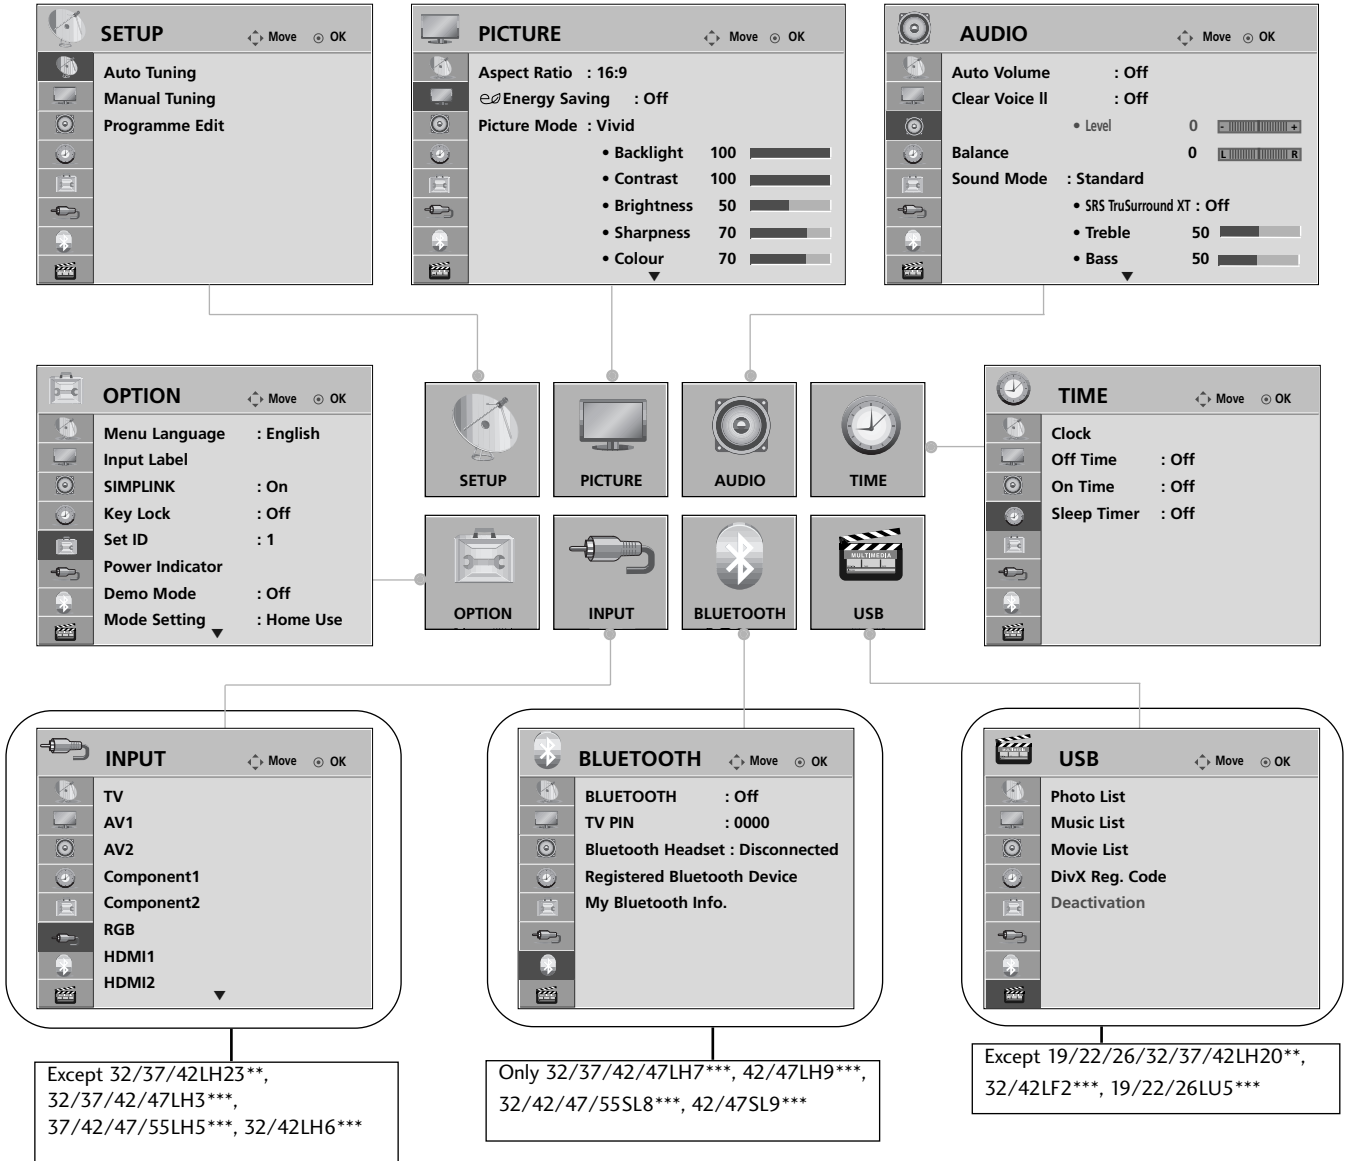 SETUP Move OK
Auto Tuning
Manual Tuning
Programme Edit
PICTURE Move OK
Aspect Ratio : 16:9
Energy Saving : Off
Picture Mode : Vivid
• Backlight 100
• Contrast 100
• Brightness 50
• Sharpness 70
• Colour 70
AUDIO Move OK
Auto Volume : Off
Clear Voice ll : Off
• Level 0 - +
Balance 0 L R
Sound Mode : Standard
• SRS TruSurround XT : Off
• Treble 50
• Bass 50
OPTION Move OK
Menu Language : English
Input Label
SIMPLINK : On
Key Lock : Off
Set ID : 1
Power Indicator
Demo Mode : Off
Mode Setting : Home Use
SETUP
PICTURE
AUDIO
TIME
OPTION
INPUT
BLUETOOTH
MULTIMEDIA
USB
TIME Move OK
Clock
Off Time : Off
On Time : Off
Sleep Timer : Off
INPUT Move OK
TV
AV1
AV2
Component1
Component2
RGB
HDMI1
HDMI2
Except 32/37/42LH23**,
32/37/42/47LH3***,
37/42/47/55LH5***, 32/42LH6***
BLUETOOTH Move OK
BLUETOOTH : Off
TV PIN : 0000
Bluetooth Headset : Disconnected
Registered Bluetooth Device
My Bluetooth Info.
Only 32/37/42/47LH7***, 42/47LH9***,
32/42/47/55SL8***, 42/47SL9***
USB Move OK
Photo List
Music List
Movie List
DivX Reg. Code
Deactivation
Except 19/22/26/32/37/42LH20**,
32/42LF2***, 19/22/26LU5***